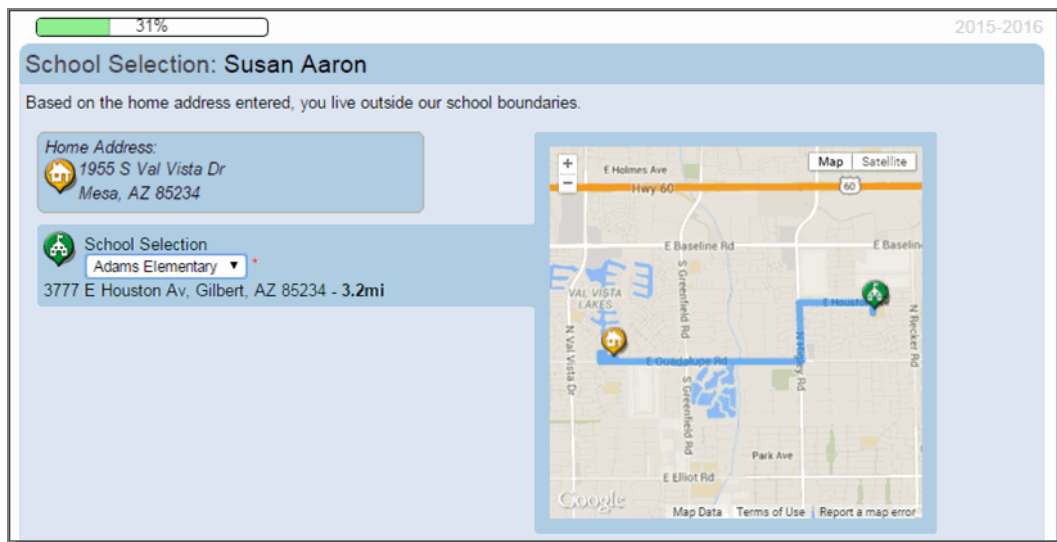 31%
2015-2016
School Selection: Susan Aaron
Based on the home address entered, you live outside our school boundaries.
Home Address:
1955 S Val Vista Dr
Mesa, AZ 85234
School Selection
Adams Elementary ▼ *
3777 E Houston Av, Gilbert, AZ 85234 - 3.2mi
+
−
Map
Satellite
E Holmes Ave
Hwy 60
60
E Baseline Rd
E Baselin
S Greenfield Rd
VAL VISTA
LAKES
E Houston
N Val Vista Dr
N Recker Rd
E Guadalupe Rd
Rd
S Greenfield Rd
Park Ave
E Elliot Rd
Google
Map Data
Terms of Use
Report a map error